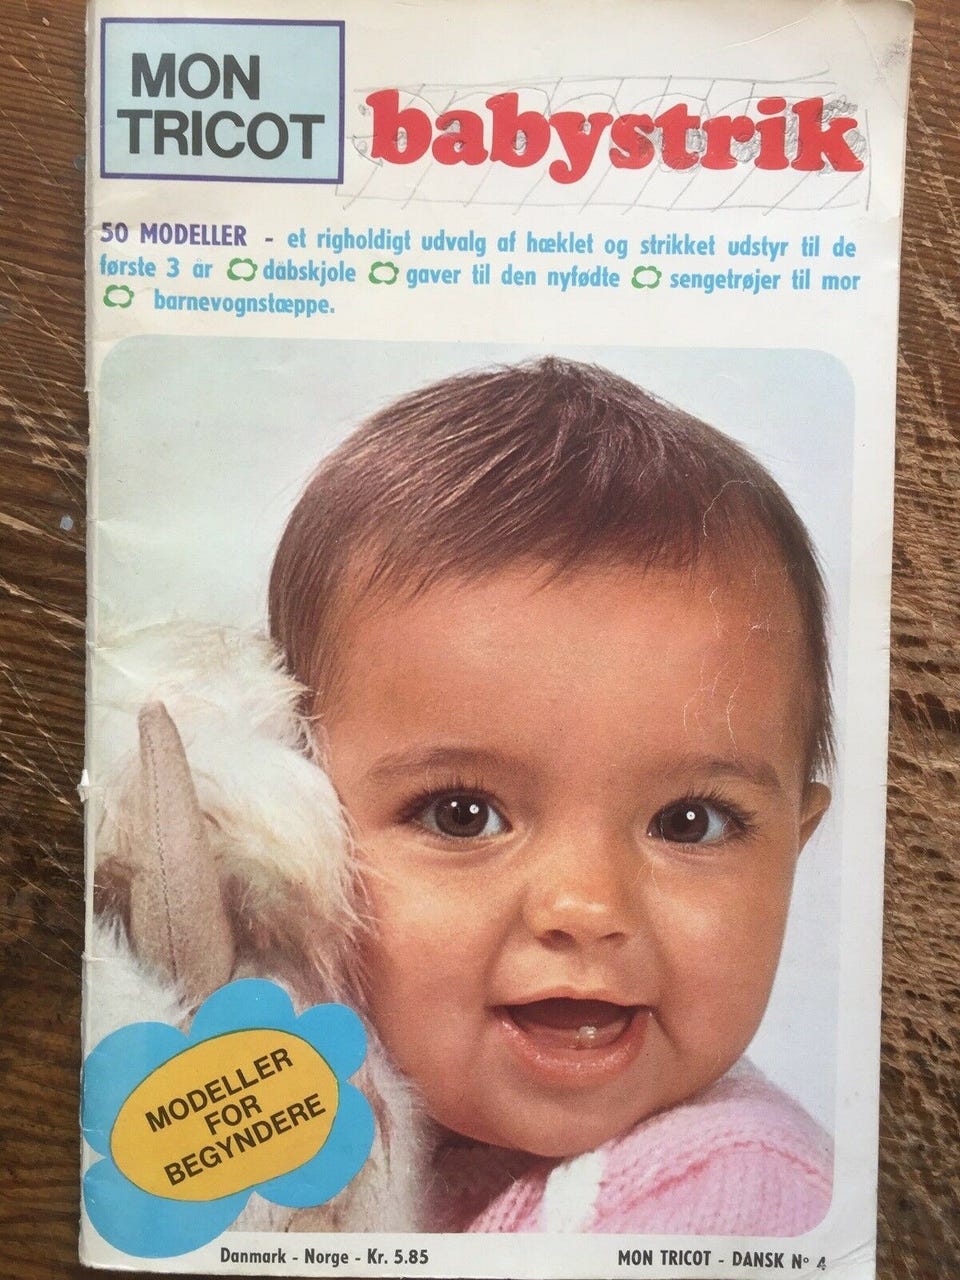 MON
TRICOT
babystrik
50 MODELLER - et righoldigt udvalg af hæklet og strikket udstyr til de
første 3 år dåbskjole gaver til den nyfødte sengetrøjer til mor
barnevognstæppe.
MODELLER
FOR
BEGYNDERE
Danmark - Norge - Kr. 5.85
MON TRICOT - DANSK Nº 4